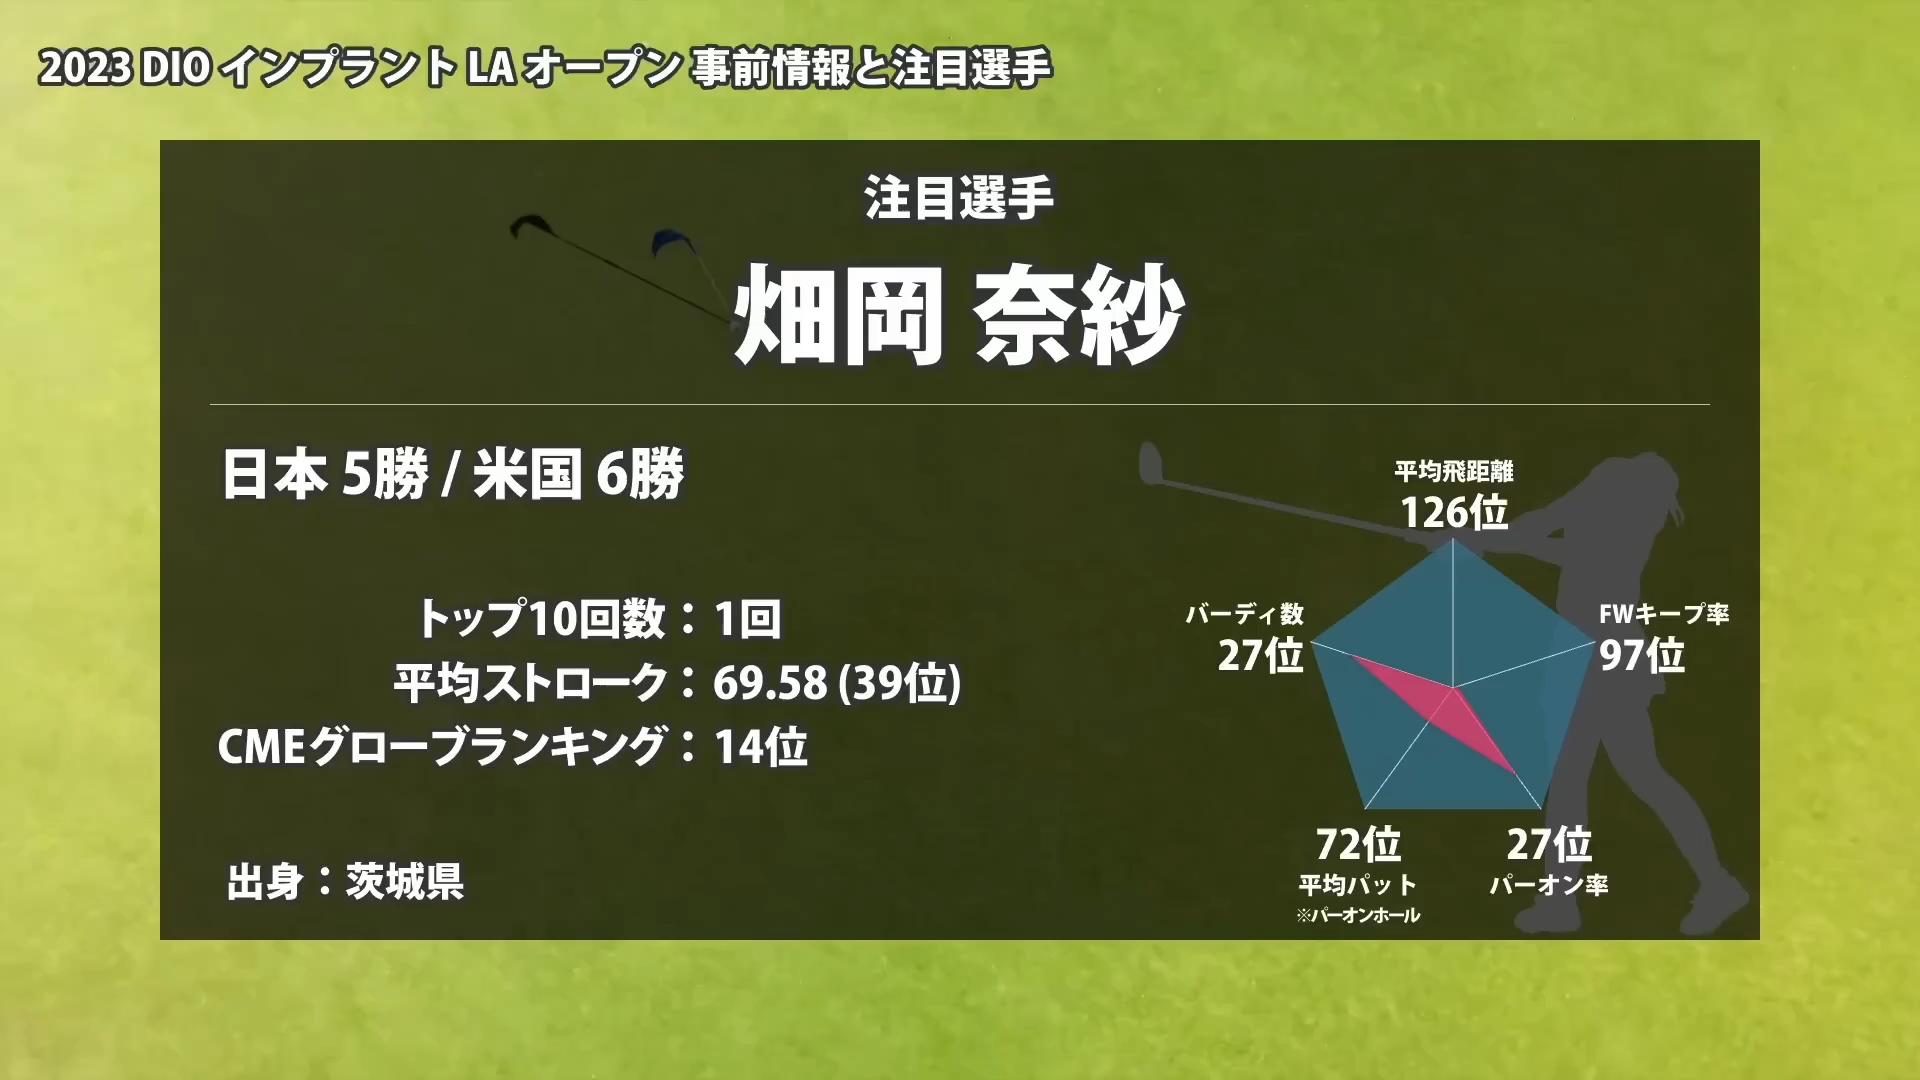 2023 DIO インプラント LA オープン 事前情報と注目選手
注目選手
畑岡 奈紗
日本 5勝 / 米国 6勝
トップ10回数：1回
平均ストローク：69.58 (39位)
CMEグローブランキング：14位
出身：茨城県
平均飛距離
126位
バーディ数
27位
FWキープ率
97位
72位
平均パット
※パーオンホール
27位
パーオン率